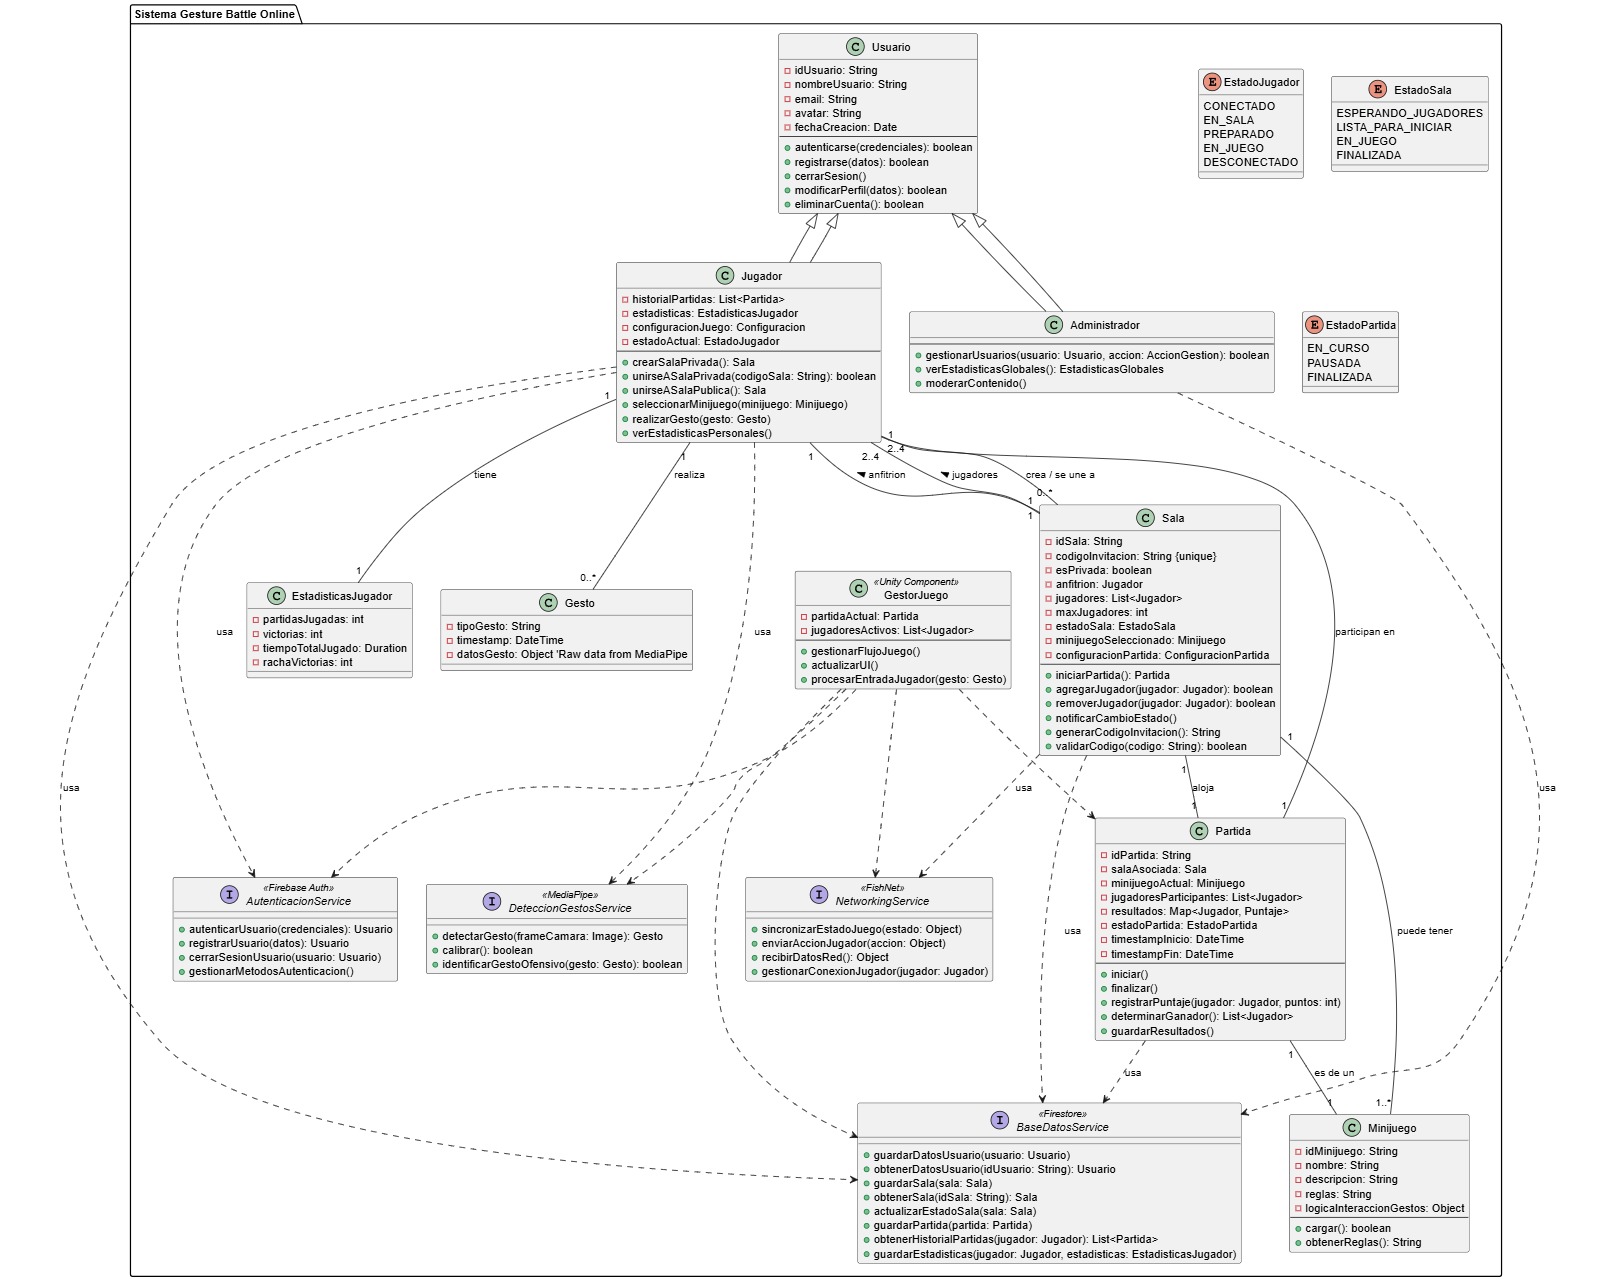 Sistema Gesture Battle Online
C Usuario
idUsuario: String
nombreUsuario: String
email: String
avatar: String
fechaCreacion: Date
autenticarse(credenciales): boolean
registrarse(datos): boolean
cerrarSesion()
modificarPerfil(datos): boolean
eliminarCuenta(): boolean
E EstadoJugador
CONECTADO
EN_SALA
PREPARADO
EN_JUEGO
DESCONECTADO
E EstadoSala
ESPERANDO_JUGADORES
LISTA_PARA_INICIAR
EN_JUEGO
FINALIZADA
C Jugador
historialPartidas: List<Partida>
estadisticas: EstadisticasJugador
configuracionJuego: Configuracion
estadoActual: EstadoJugador
crearSalaPrivada(): Sala
unirseASalaPrivada(codigoSala: String): boolean
unirseASalaPublica(): Sala
seleccionarMinijuego(minijuego: Minijuego)
realizarGesto(gesto: Gesto)
verEstadisticasPersonales()
C Administrador
gestionarUsuarios(usuario: Usuario, accion: AccionGestion): boolean
verEstadisticasGlobales(): EstadisticasGlobales
moderarContenido()
E EstadoPartida
EN_CURSO
PAUSADA
FINALIZADA
1
1
1
2..4
1
2..4
tiene
realiza
anfitrion
jugadores
crea / se une a
0..*
1
1
1
0..*
C EstadisticasJugador
partidasJugadas: int
victorias: int
tiempoTotalJugado: Duration
rachaVictorias: int
C Gesto
tipoGesto: String
timestamp: DateTime
datosGesto: Object 'Raw data from MediaPipe
«Unity Component»
C GestorJuego
partidaActual: Partida
jugadoresActivos: List<Jugador>
gestionarFlujoJuego()
actualizarUI()
procesarEntradaJugador(gesto: Gesto)
C Sala
idSala: String
codigoInvitacion: String {unique}
esPrivada: boolean
anfitrion: Jugador
jugadores: List<Jugador>
maxJugadores: int
estadoSala: EstadoSala
minijuegoSeleccionado: Minijuego
configuracionPartida: ConfiguracionPartida
iniciarPartida(): Partida
agregarJugador(jugador: Jugador): boolean
removerJugador(jugador: Jugador): boolean
notificarCambioEstado()
generarCodigoInvitacion(): String
validarCodigo(codigo: String): boolean
usa
usa
participan en
1
1
usa
usa
aloja
usa
1
1
«Firebase Auth»
I AutenticacionService
autenticarUsuario(credenciales): Usuario
registrarUsuario(datos): Usuario
cerrarSesionUsuario(usuario: Usuario)
gestionarMetodosAutenticacion()
«MediaPipe»
I DeteccionGestosService
detectarGesto(frameCamara: Image): Gesto
calibrar(): boolean
identificarGestoOfensivo(gesto: Gesto): boolean
«FishNet»
I NetworkingService
sincronizarEstadoJuego(estado: Object)
enviarAccionJugador(accion: Object)
recibirDatosRed(): Object
gestionarConexionJugador(jugador: Jugador)
C Partida
idPartida: String
salaAsociada: Sala
minijuegoActual: Minijuego
jugadoresParticipantes: List<Jugador>
resultados: Map<Jugador, Puntaje>
estadoPartida: EstadoPartida
timestampInicio: DateTime
timestampFin: DateTime
iniciar()
finalizar()
registrarPuntaje(jugador: Jugador, puntos: int)
determinarGanador(): List<Jugador>
guardarResultados()
usa
puede tener
1
usa
es de un
1
1..*
«Firestore»
I BaseDatosService
guardarDatosUsuario(usuario: Usuario)
obtenerDatosUsuario(idUsuario: String): Usuario
guardarSala(sala: Sala)
obtenerSala(idSala: String): Sala
actualizarEstadoSala(sala: Sala)
guardarPartida(partida: Partida)
obtenerHistorialPartidas(jugador: Jugador): List<Partida>
guardarEstadisticas(jugador: Jugador, estadisticas: EstadisticasJugador)
C Minijuego
idMinijuego: String
nombre: String
descripcion: String
reglas: String
logicaInteraccionGestos: Object
cargar(): boolean
obtenerReglas(): String